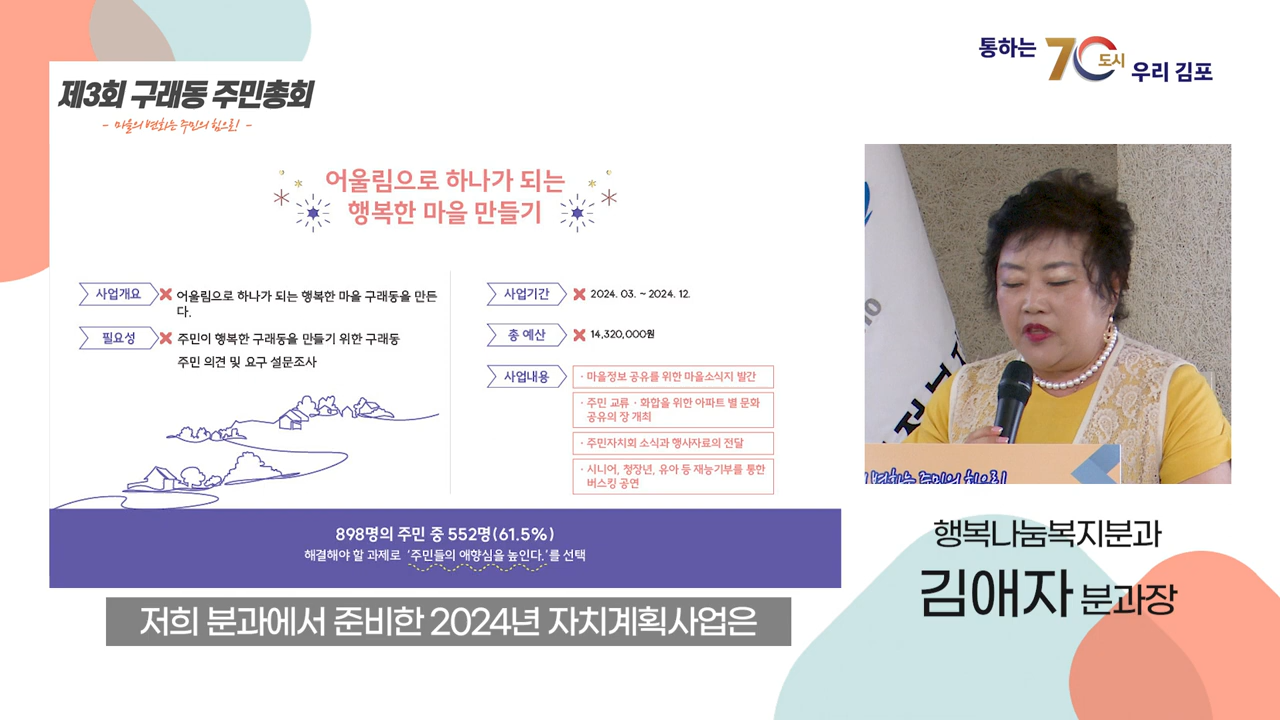 제3회 구래동 주민총회
- 마을의 변화는 주민의 힘으로! -
통하는 70도시 우리 김포
어울림으로 하나가 되는
행복한 마을 만들기
사업개요
어울림으로 하나가 되는 행복한 마을 구래동을 만든
다.
필요성
주민이 행복한 구래동을 만들기 위한 구래동
주민 의견 및 요구 설문조사
사업기간
2024. 03. ~ 2024. 12.
총 예산
14,320,000원
사업내용
· 마을정보 공유를 위한 마을소식지 발간
· 주민 교류 · 화합을 위한 아파트 별 문화
공유의 장 개최
· 주민자치회 소식과 행사자료의 전달
· 시니어, 청장년, 유아 등 재능기부를 통한
버스킹 공연
898명의 주민 중 552명(61.5%)
해결해야 할 과제로 '주민들의 애향심을 높인다.'를 선택
변화는 주민의 힘으로!
행복나눔복지분과
김애자 분과장
저희 분과에서 준비한 2024년 자치계획사업은